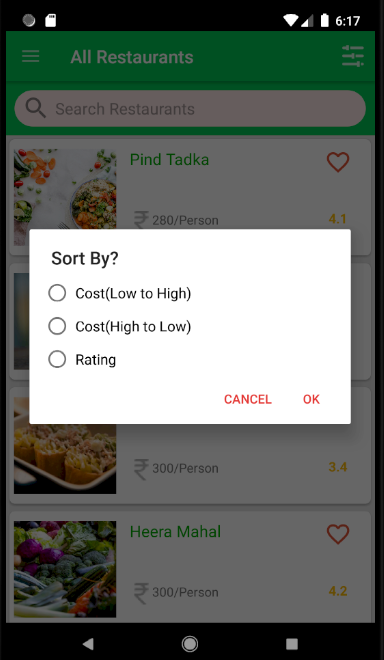 6:17
All Restaurants
Search Restaurants
Pind Tadka
₹ 280/Person
4.1
Sort By?
Cost(Low to High)
Cost(High to Low)
Rating
CANCEL OK
₹ 300/Person
3.4
Heera Mahal
₹ 300/Person
4.2